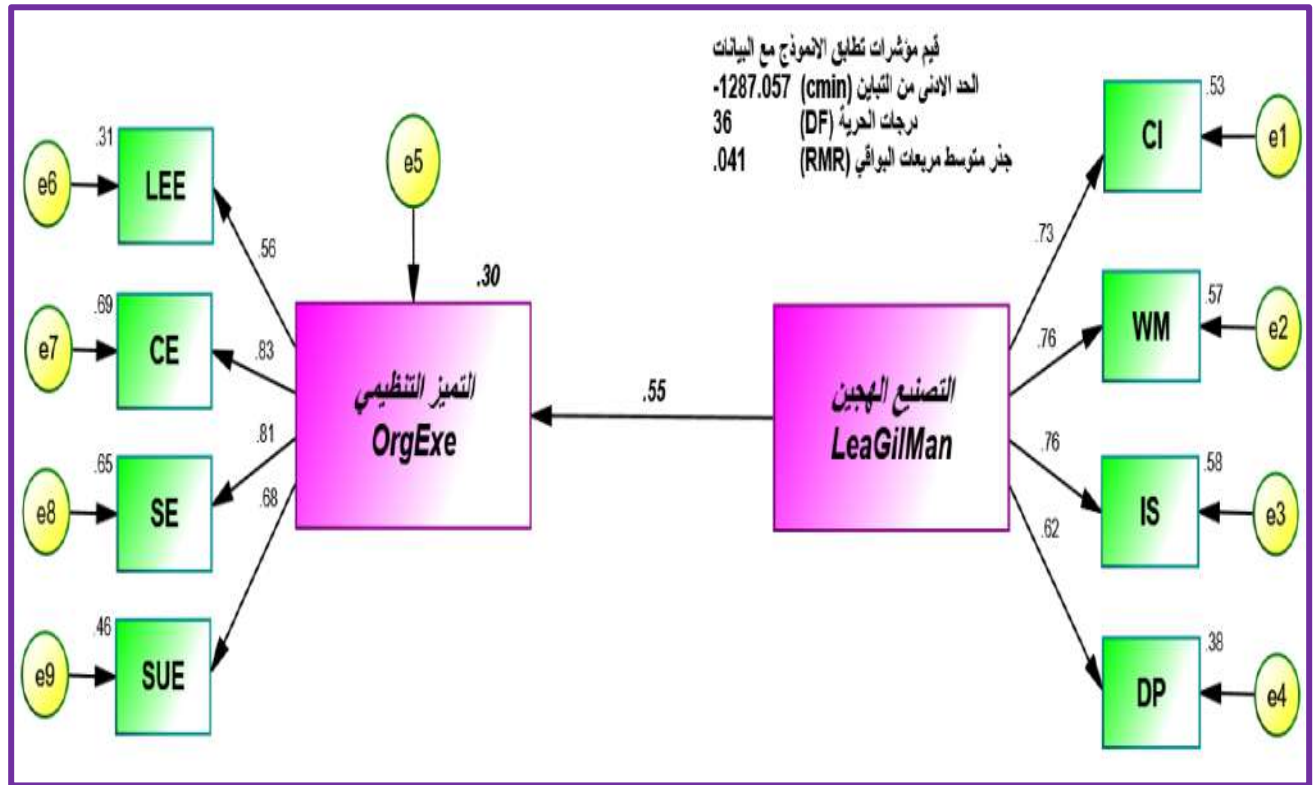 قيم مؤشرات تطابق الانموذج مع البيانات
الحد الادنى من التباين (cmin) 1287.057-
درجات الحرية (DF) 36
جذر متوسط مربعات البواقي (RMR) .041
e5
.30
e6
.31
LEE
.56
e7
.69
CE
.83
e8
.65
SE
.81
e9
.46
SUE
.68
التميز التنظيمي
OrgExe
.55
التصنيع الهجين
LeaGilMan
.73
CI
.53
e1
.76
WM
.57
e2
.76
IS
.58
e3
.62
DP
.38
e4